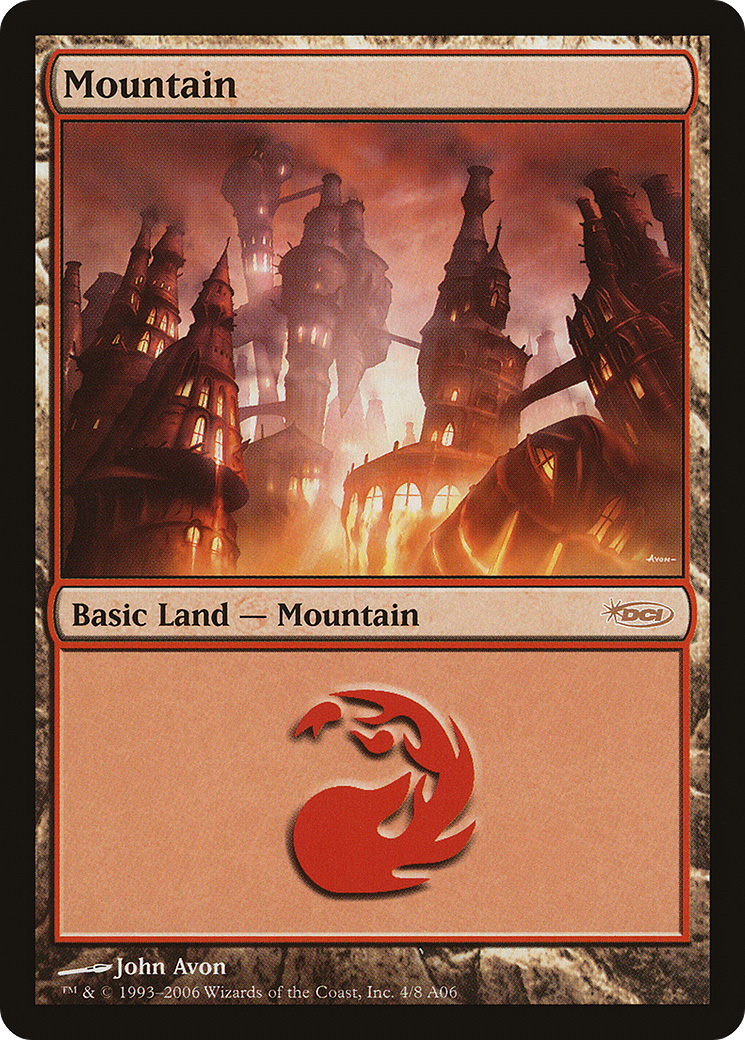 Mountain
AVON-
Basic Land — Mountain
DCI
John Avon
™ & © 1993–2006 Wizards of the Coast, Inc. 4/8 A06